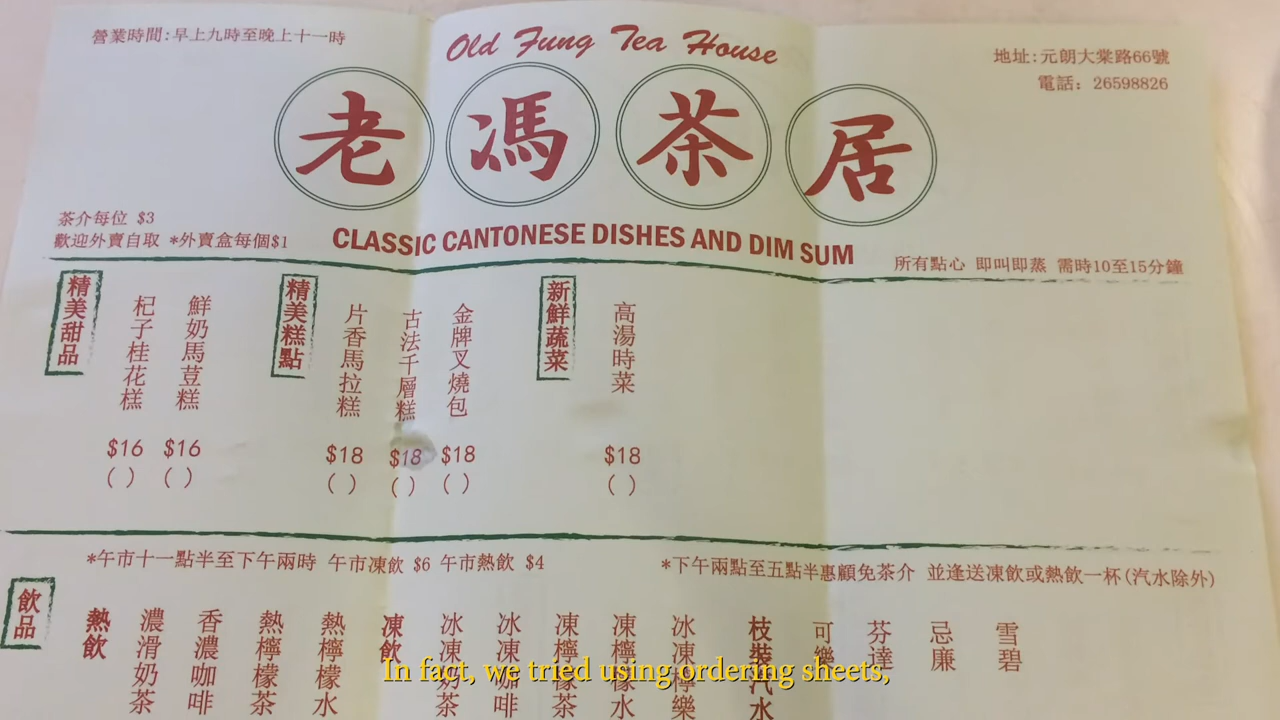 營業時間:早上九時至晚上十一時
Old Fung Tea House
地址:元朗大棠路66號
電話: 26598826
老馮茶居
茶介每位 $3
歡迎外賣自取 *外賣盒每個$1
CLASSIC CANTONESE DISHES AND DIM SUM
所有點心 即叫即蒸 需時10至15分鐘
精美甜品
杞子桂花糕
$16
( )
鮮奶馬荳糕
$16
( )
精美糕點
片香馬拉糕
$18
( )
古法千層糕
$18
( )
金牌叉燒包
$18
( )
新鮮蔬菜
高湯時菜
$18
( )
*午市十一點半至下午兩時 午市凍飲 $6 午市熱飲 $4
*下午兩點至五點半惠顧免茶介 並逢送凍飲或熱飲一杯(汽水除外)
飲品
熱飲
濃滑奶茶
香濃咖啡
熱檸檬茶
熱檸檬水
凍飲
冰凍奶茶
冰凍咖啡
凍檸檬茶
凍檸檬水
冰凍檸樂
枝裝汽水
可樂
芬達
忌廉
雪碧
In fact, we tried using ordering sheets,